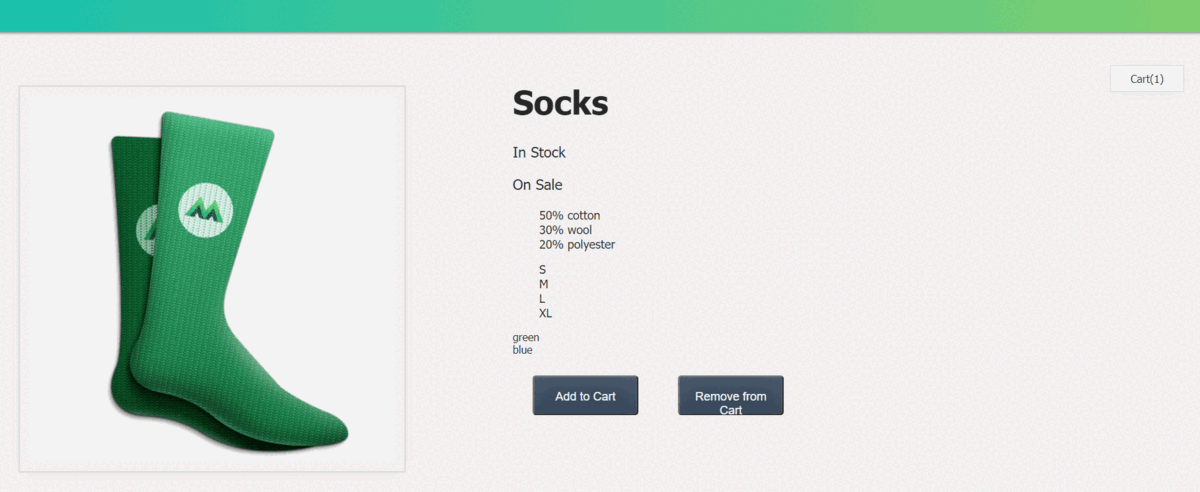 Cart(1)
Socks
In Stock
On Sale
50% cotton
30% wool
20% polyester
S
M
L
XL
green
blue
Add to Cart
Remove from
Cart